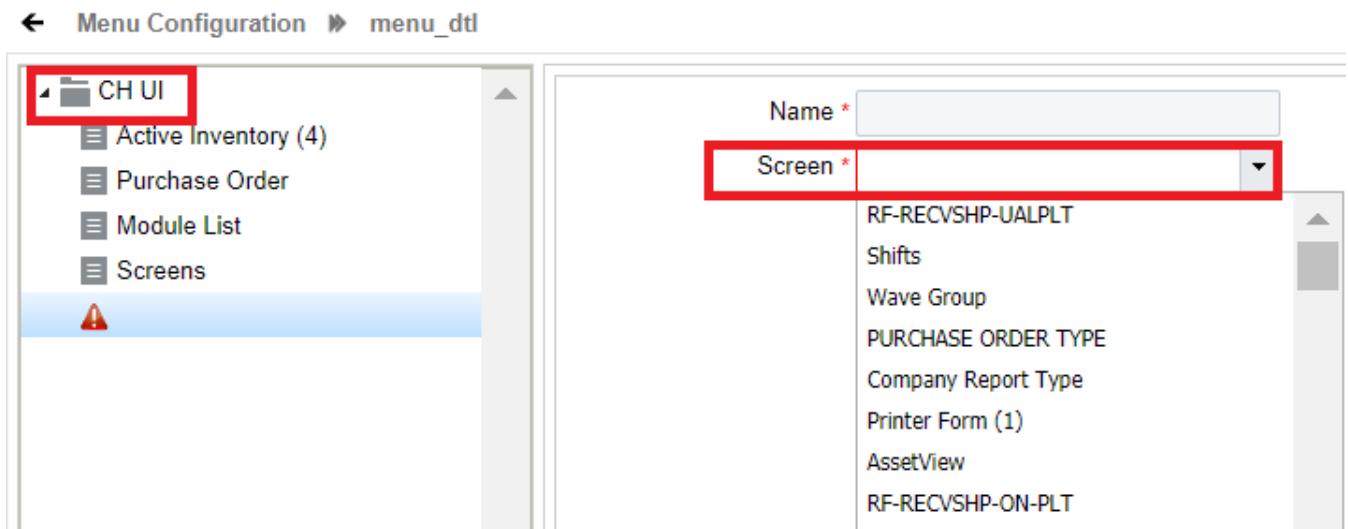 Menu Configuration menu_dtl
CH UI
Active Inventory (4)
Purchase Order
Module List
Screens
Name *
Screen *
RF-RECVSHP-UALPLT
Shifts
Wave Group
PURCHASE ORDER TYPE
Company Report Type
Printer Form (1)
AssetView
RF-RECVSHP-ON-PLT